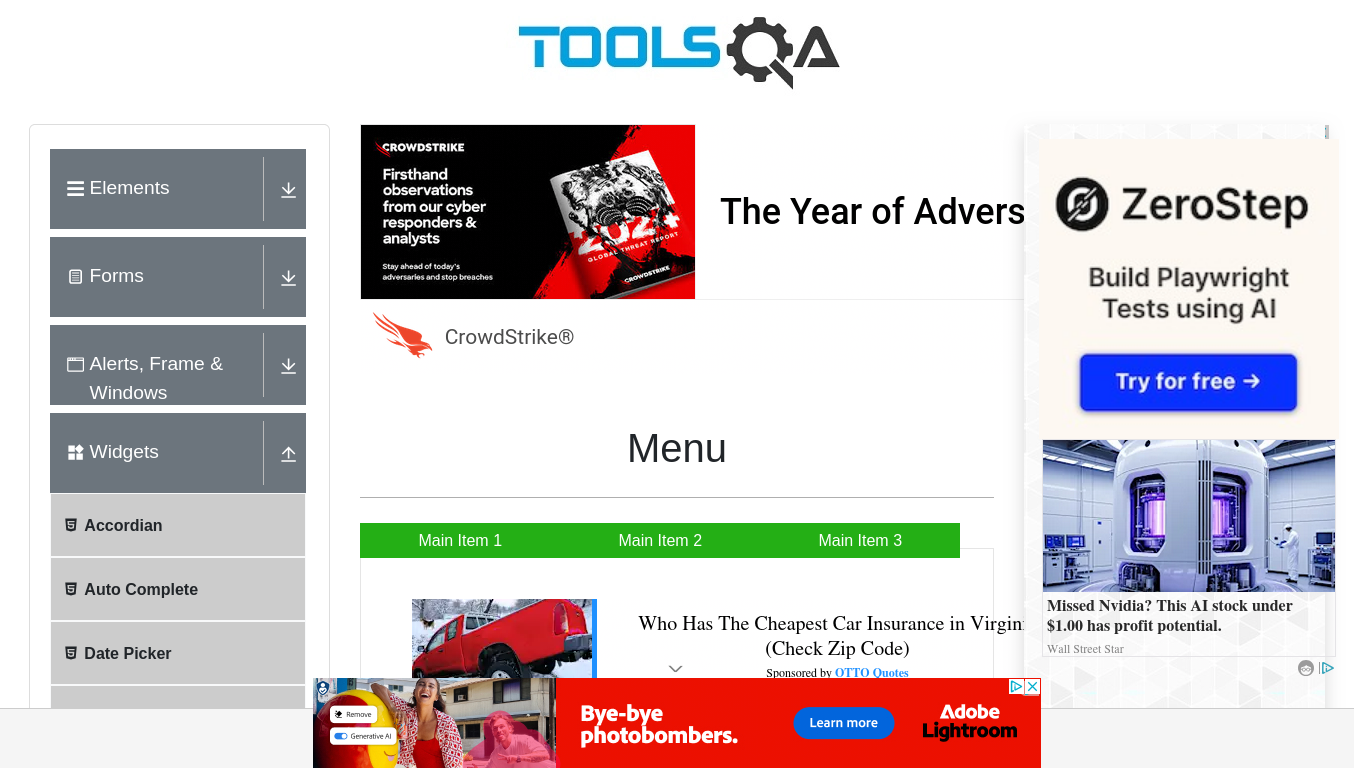 TOOLSQA
Elements
Forms
Alerts, Frame &
Windows
Widgets
Accordian
Auto Complete
Date Picker
CROWDSTRIKE
Firsthand
observations
from our cyber
responders &
analysts
Stay ahead of today's
adversaries and stop breaches
2024
GLOBAL THREAT REPORT
CROWDSTRIKE
The Year of Advers
CrowdStrike®
Menu
Main Item 1
Main Item 2
Main Item 3
Who Has The Cheapest Car Insurance in Virgini
(Check Zip Code)
Sponsored by OTTO Quotes
ZeroStep
Build Playwright
Tests using AI
Try for free →
Missed Nvidia? This AI stock under
$1.00 has profit potential.
Wall Street Star
Remove
Generative AI
Bye-bye
photobombers.
Learn more
Adobe
Lightroom